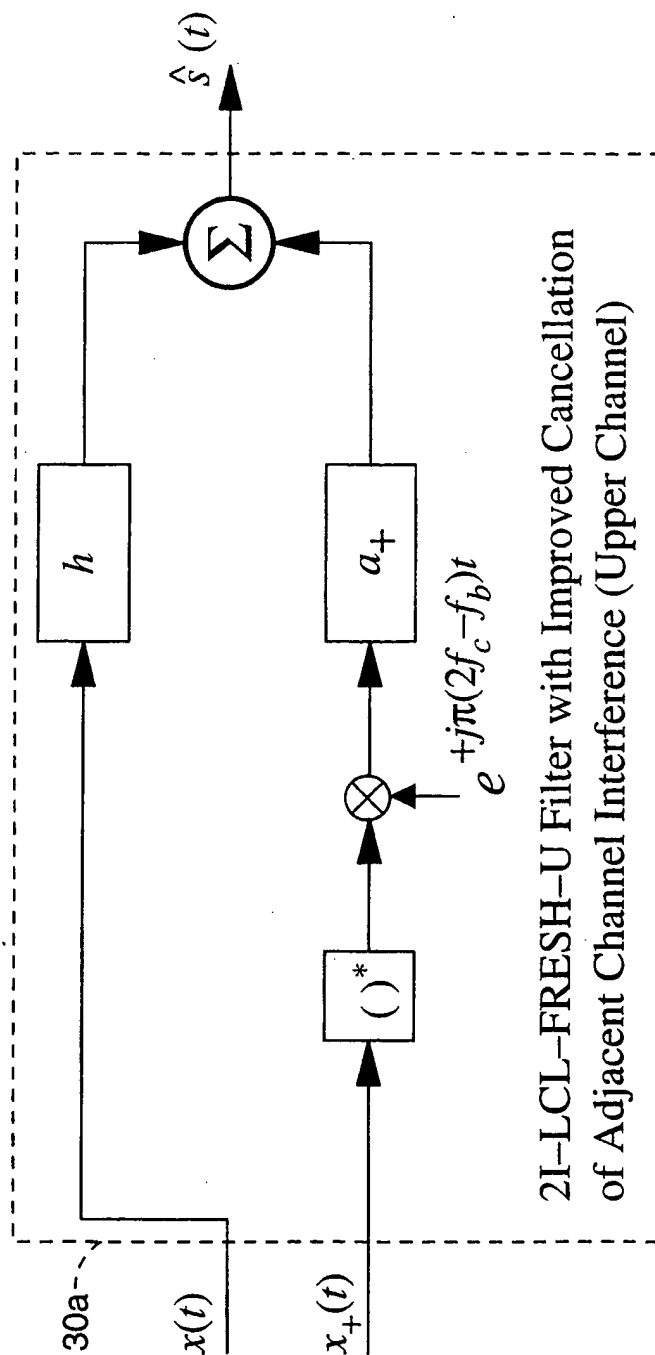 30a
x(t)
x₊(t)
h
( )*
e^{+jπ(2f_c–f_b)t}
a₊
Σ
ŝ(t)
2I–LCL–FRESH–U Filter with Improved Cancellation
of Adjacent Channel Interference (Upper Channel)